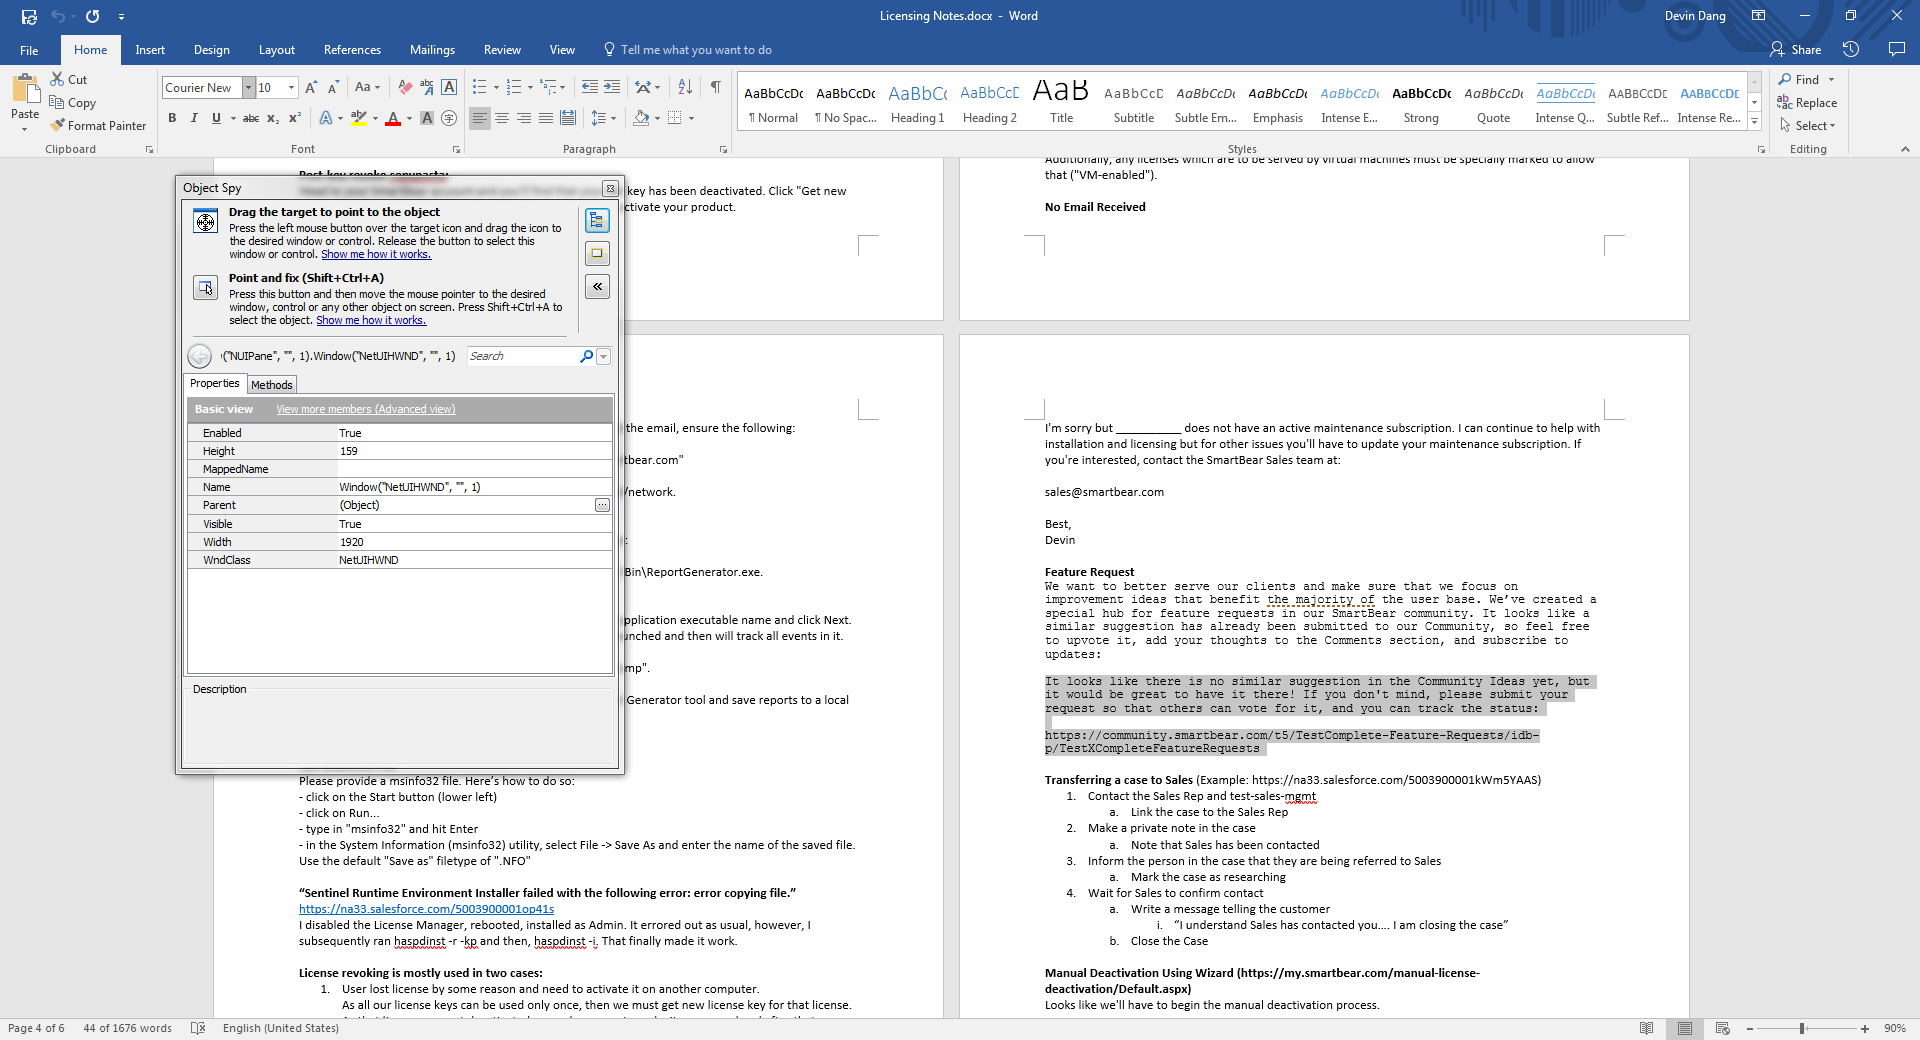 Licensing Notes.docx - Word
Devin Dang
File Home Insert Design Layout References Mailings Review View Tell me what you want to do
Share
Paste
Cut
Copy
Format Painter
Clipboard
Courier New 10
Font
Paragraph
AaBbCcDc AaBbCcDc AaBbCc AaBbCcD AaB AaBbCcD AaBbCcDc AaBbCcDc AaBbCcDc AaBbCcDc AaBbCcDc AaBbCcDc AABBCCDE AABBCCDE
¶ Normal ¶ No Spac... Heading 1 Heading 2 Title Subtitle Subtle Em... Emphasis Intense E... Strong Quote Intense Q... Subtle Ref... Intense Re...
Styles
Find
Replace
Select
Editing
Post key revoke copypasta:
key has been deactivated. Click "Get new
ctivate your product.
Object Spy
Drag the target to point to the object
Press the left mouse button over the target icon and drag the icon to
the desired window or control. Release the button to select this
window or control. Show me how it works.
Point and fix (Shift+Ctrl+A)
Press this button and then move the mouse pointer to the desired
window, control or any other object on screen. Press Shift+Ctrl+A to
select the object. Show me how it works.
("NUIPane", "", 1).Window("NetUIHWND", "", 1)
Search
Properties Methods
Basic view View more members (Advanced view)
Enabled True
Height 159
MappedName
Name Window("NetUIHWND", "", 1)
Parent (Object) ...
Visible True
Width 1920
WndClass NetUIHWND
Description
the email, ensure the following:
tbear.com"
/network.
:
Bin\ReportGenerator.exe.
pplication executable name and click Next.
unched and then will track all events in it.
mp".
Generator tool and save reports to a local
Please provide a msinfo32 file. Here's how to do so:
- click on the Start button (lower left)
- click on Run...
- type in "msinfo32" and hit Enter
- in the System Information (msinfo32) utility, select File -> Save As and enter the name of the saved file.
Use the default "Save as" filetype of ".NFO"
“Sentinel Runtime Environment Installer failed with the following error: error copying file.”
https://na33.salesforce.com/5003900001op41s
I disabled the License Manager, rebooted, installed as Admin. It errored out as usual, however, I
subsequently ran haspdinst -r -kp and then, haspdinst -i. That finally made it work.
License revoking is mostly used in two cases:
1. User lost license by some reason and need to activate it on another computer.
As all our license keys can be used only once, then we must get new license key for that license.
Additionally, any licenses which are to be served by virtual machines must be specially marked to allow
that ("VM-enabled").
No Email Received
I'm sorry but __________ does not have an active maintenance subscription. I can continue to help with
installation and licensing but for other issues you'll have to update your maintenance subscription. If
you're interested, contact the SmartBear Sales team at:
sales@smartbear.com
Best,
Devin
Feature Request
We want to better serve our clients and make sure that we focus on
improvement ideas that benefit the majority of the user base. We’ve created a
special hub for feature requests in our SmartBear community. It looks like a
similar suggestion has already been submitted to our Community, so feel free
to upvote it, add your thoughts to the Comments section, and subscribe to
updates:
It looks like there is no similar suggestion in the Community Ideas yet, but
it would be great to have it there! If you don't mind, please submit your
request so that others can vote for it, and you can track the status:
https://community.smartbear.com/t5/TestComplete-Feature-Requests/idb-
p/TestXCompleteFeatureRequests
Transferring a case to Sales (Example: https://na33.salesforce.com/5003900001kWm5YAAS)
1. Contact the Sales Rep and test-sales-mgmt
a. Link the case to the Sales Rep
2. Make a private note in the case
a. Note that Sales has been contacted
3. Inform the person in the case that they are being referred to Sales
a. Mark the case as researching
4. Wait for Sales to confirm contact
a. Write a message telling the customer
i. “I understand Sales has contacted you.... I am closing the case”
b. Close the Case
Manual Deactivation Using Wizard (https://my.smartbear.com/manual-license-
deactivation/Default.aspx)
Looks like we'll have to begin the manual deactivation process.
Page 4 of 6 44 of 1676 words English (United States)
90%